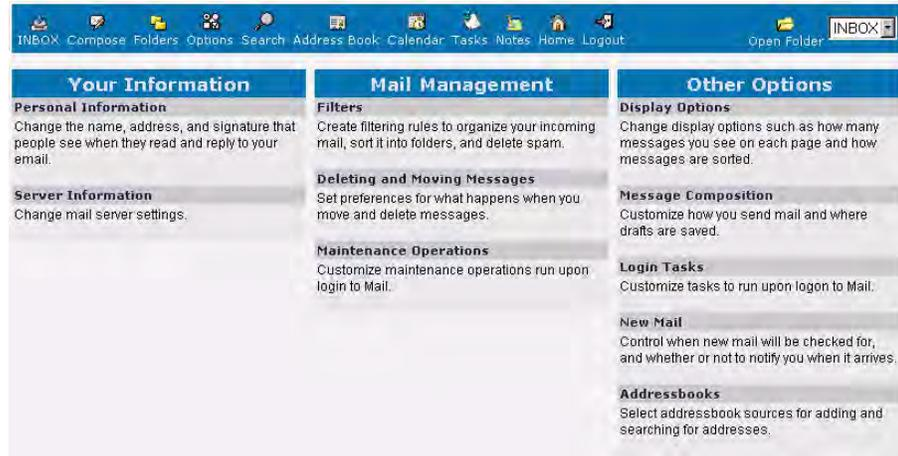 INBOX Compose Folders Options Search Address Book Calendar Tasks Notes Home Logout
Open Folder INBOX
Your Information
Personal Information
Change the name, address, and signature that
people see when they read and reply to your
email.
Server Information
Change mail server settings.
Mail Management
Filters
Create filtering rules to organize your incoming
mail, sort it into folders, and delete spam.
Deleting and Moving Messages
Set preferences for what happens when you
move and delete messages.
Maintenance Operations
Customize maintenance operations run upon
login to Mail.
Other Options
Display Options
Change display options such as how many
messages you see on each page and how
messages are sorted.
Message Composition
Customize how you send mail and where
drafts are saved.
Login Tasks
Customize tasks to run upon logon to Mail.
New Mail
Control when new mail will be checked for,
and whether or not to notify you when it arrives.
Addressbooks
Select addressbook sources for adding and
searching for addresses.